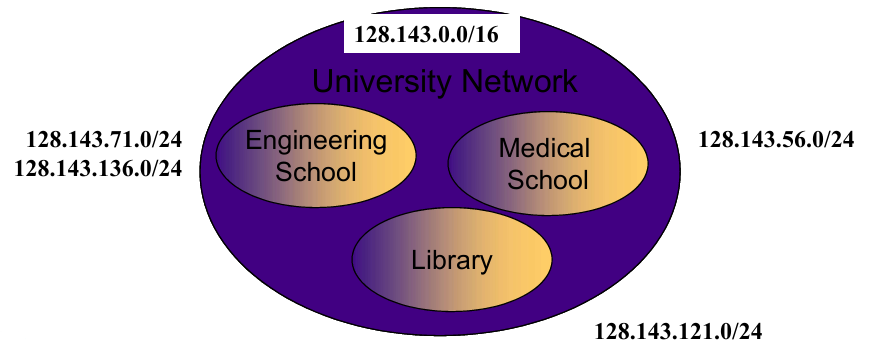 128.143.0.0/16
University Network
128.143.71.0/24
128.143.136.0/24
Engineering
School
Medical
School
128.143.56.0/24
Library
128.143.121.0/24